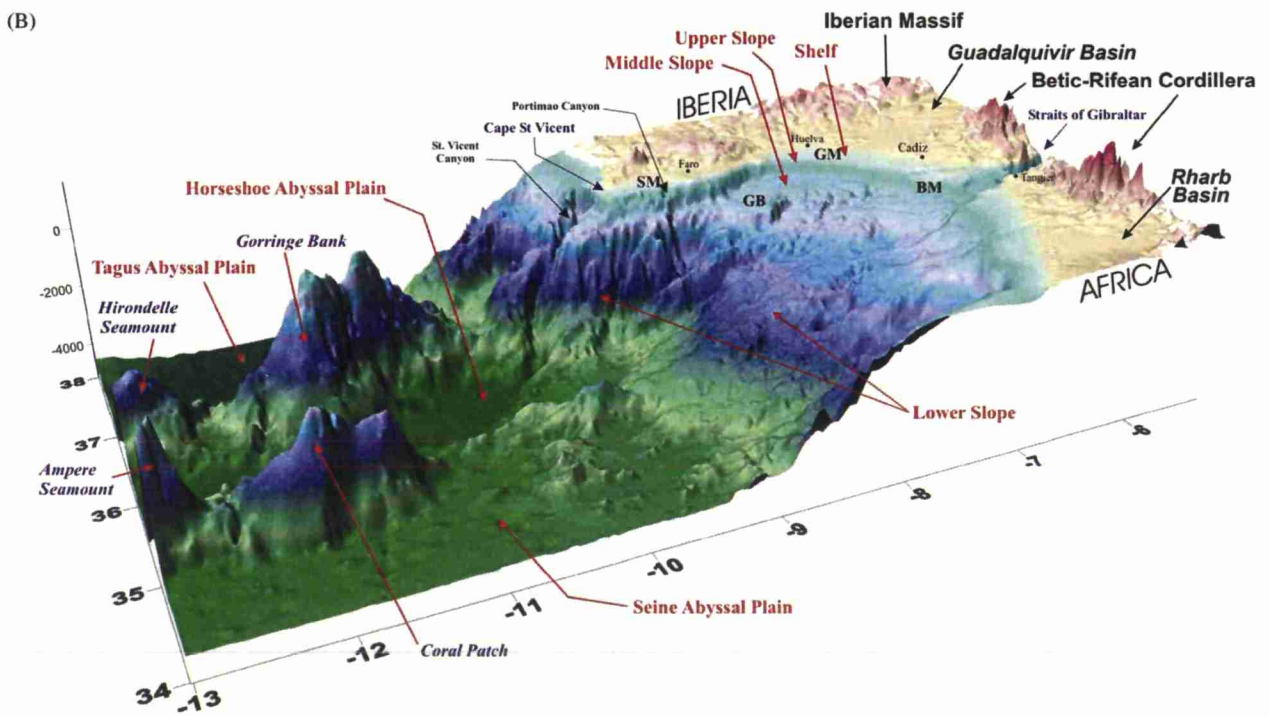 (B)
Iberian Massif
Upper Slope
Shelf
Guadalquivir Basin
Middle Slope
Betic-Rifean Cordillera
IBERIA
Portimao Canyon
Straits of Gibraltar
Cape St Vicent
Huelva
St. Vicent
Canyon
GM
Cadiz
Faro
Tangier
SM
BM
Rharb
Basin
GB
Horseshoe Abyssal Plain
0
Gorringe Bank
Tagus Abyssal Plain
AFRICA
-2000
Hirondelle
Seamount
-4000
38
Lower Slope
37
-6
Ampere
Seamount
-7
36
-8
-9
-10
35
-11
Seine Abyssal Plain
-12
Coral Patch
34
-13